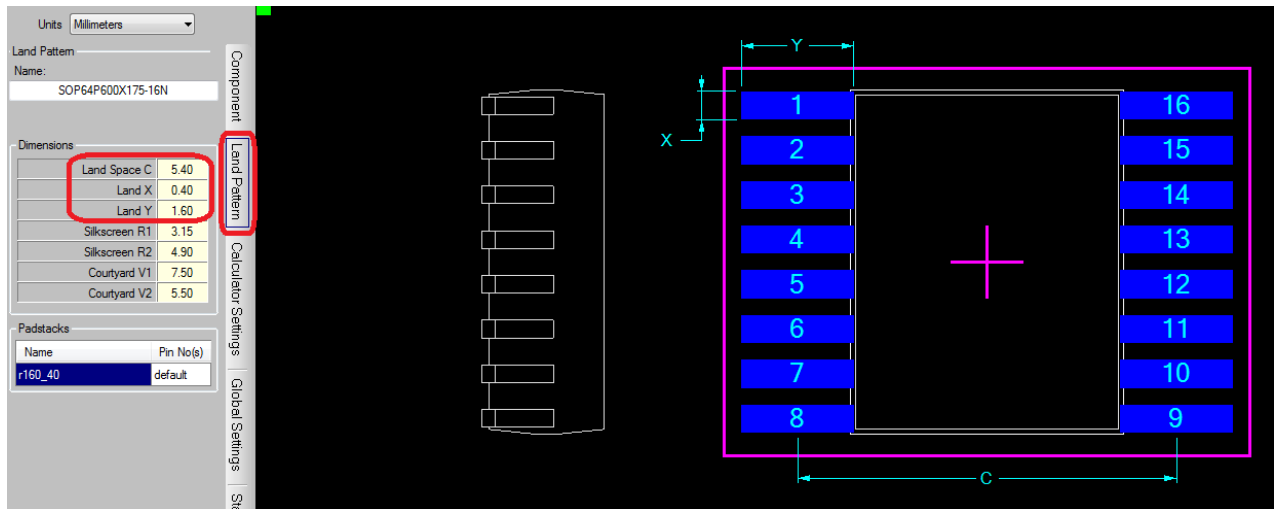 Units Millimeters
Land Pattern
Name:
SOP64P600X175-16N
Dimensions
Land Space C 5.40
Land X 0.40
Land Y 1.60
Silkscreen R1 3.15
Silkscreen R2 4.90
Courtyard V1 7.50
Courtyard V2 5.50
Padstacks
Name Pin No(s)
r160_40 default
Component
Land Pattern
Calculator Settings
Global Settings
Y
X
1 16
2 15
3 14
4 13
5 12
6 11
7 10
8 9
C